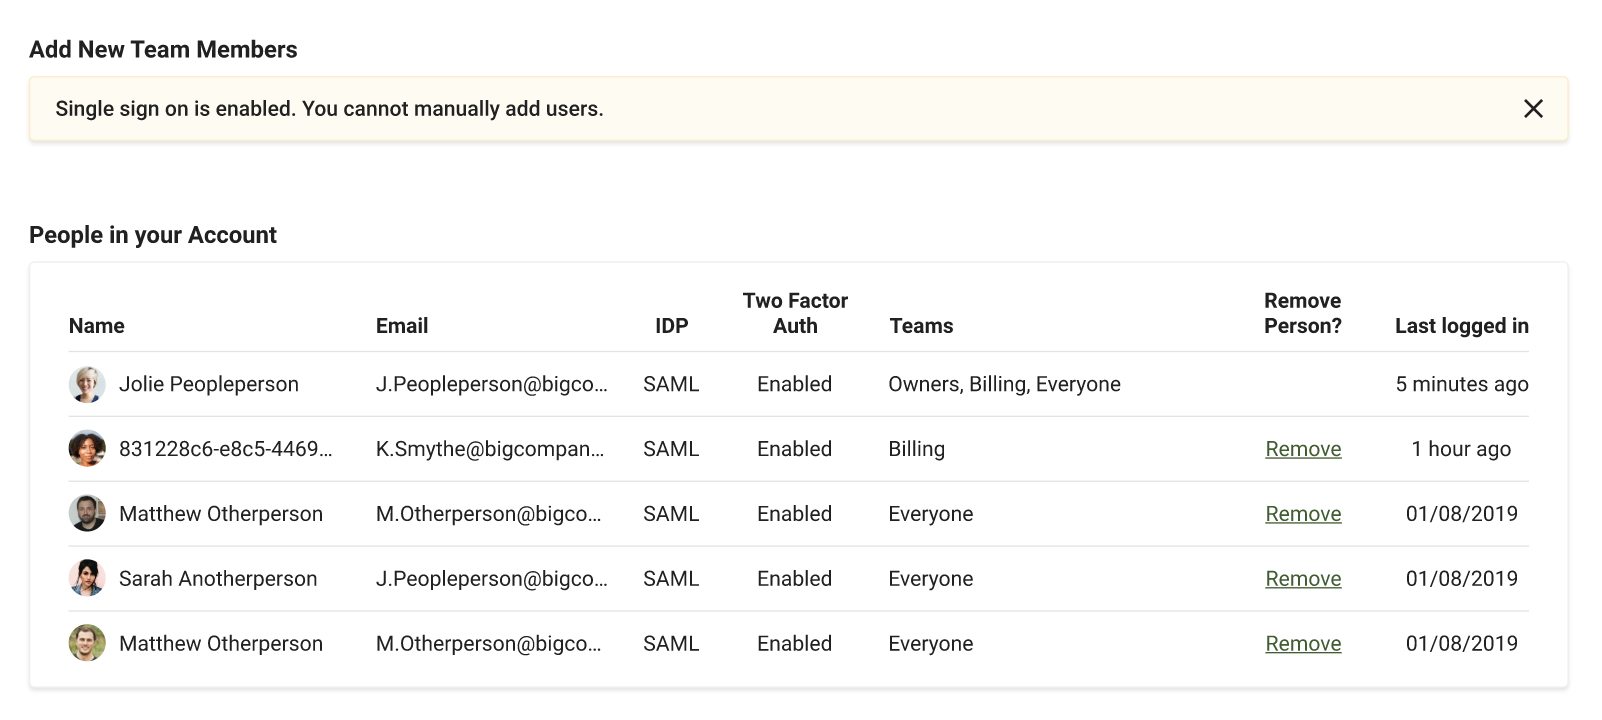 Add New Team Members
Single sign on is enabled. You cannot manually add users.
People in your Account
Name Email IDP Two Factor Auth Teams Remove Person? Last logged in
Jolie Peopleperson J.Peopleperson@bigco... SAML Enabled Owners, Billing, Everyone 5 minutes ago
831228c6-e8c5-4469... K.Smythe@bigcompan... SAML Enabled Billing Remove 1 hour ago
Matthew Otherperson M.Otherperson@bigco... SAML Enabled Everyone Remove 01/08/2019
Sarah Anotherperson J.Peopleperson@bigco... SAML Enabled Everyone Remove 01/08/2019
Matthew Otherperson M.Otherperson@bigco... SAML Enabled Everyone Remove 01/08/2019